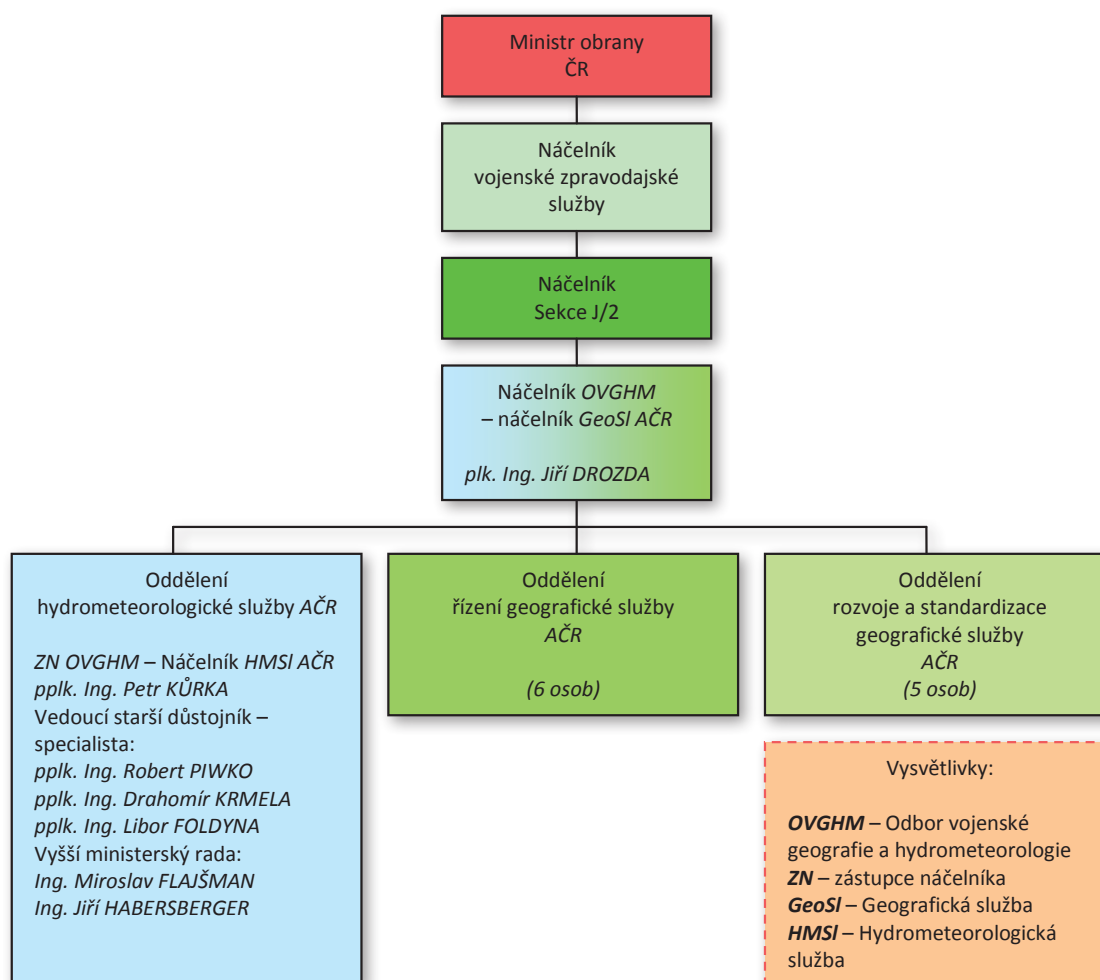 Ministr obrany
ČR
Náčelník
vojenské zpravodajské
služby
Náčelník
Sekce J/2
Náčelník OVGHM
– náčelník GeoSl AČR
plk. Ing. Jiří DROZDA
Oddělení
hydrometeorologické služby AČR
ZN OVGHM – Náčelník HMSl AČR
pplk. Ing. Petr KŮRKA
Vedoucí starší důstojník –
specialista:
pplk. Ing. Robert PIWKO
pplk. Ing. Drahomír KRMELA
pplk. Ing. Libor FOLDYNA
Vyšší ministerský rada:
Ing. Miroslav FLAJŠMAN
Ing. Jiří HABERSBERGER
Oddělení
řízení geografické služby
AČR
(6 osob)
Oddělení
rozvoje a standardizace
geografické služby
AČR
(5 osob)
Vysvětlivky:
OVGHM – Odbor vojenské
geografie a hydrometeorologie
ZN – zástupce náčelníka
GeoSl – Geografická služba
HMSl – Hydrometeorologická
služba